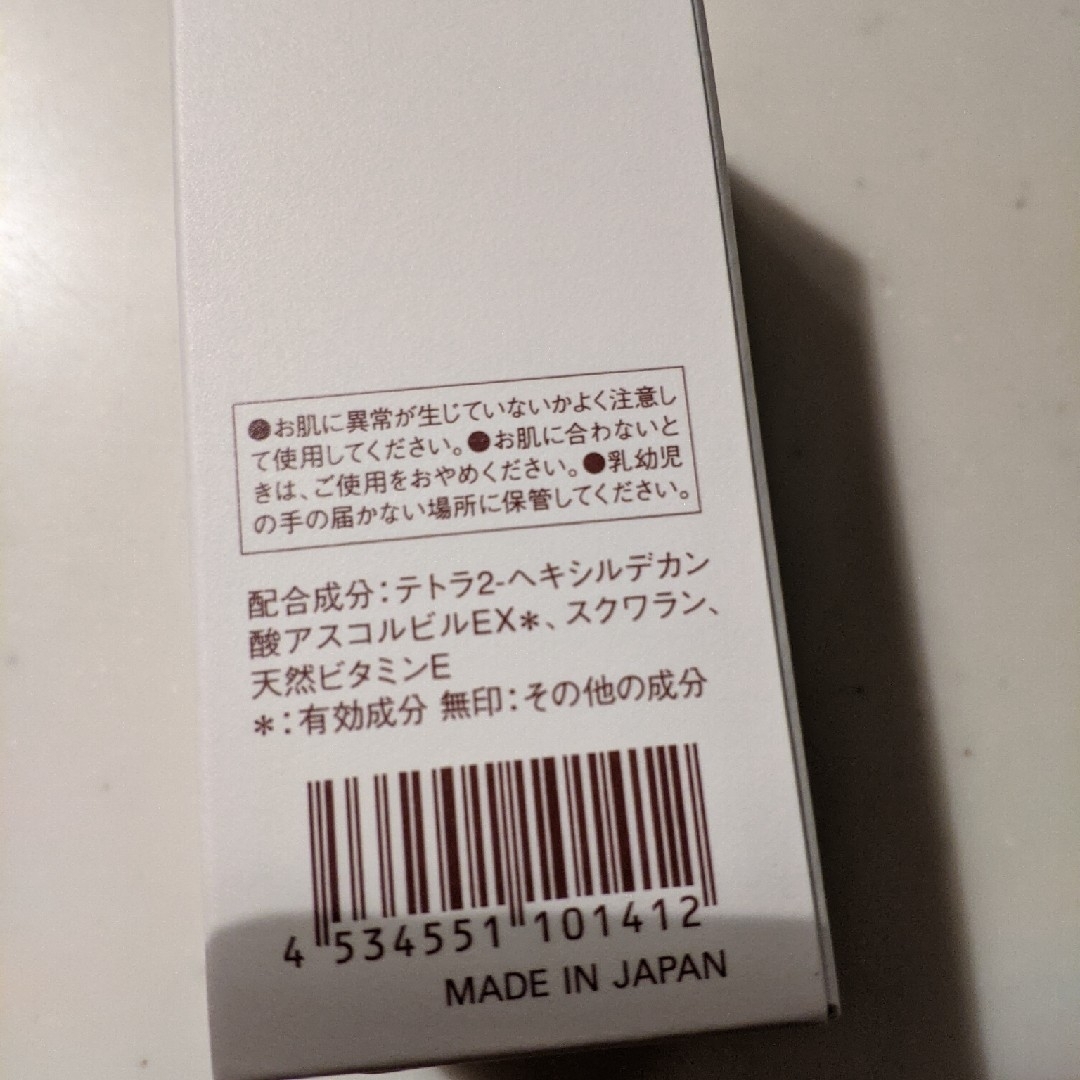 ●お肌に異常が生じていないかよく注意し
て使用してください。●お肌に合わないと
きは、ご使用をおやめください。●乳幼児
の手の届かない場所に保管してください。
配合成分：テトラ2-ヘキシルデカン
酸アスコルビルEX＊、スクワラン、
天然ビタミンE
＊：有効成分 無印：その他の成分
4 534551 101412
MADE IN JAPAN